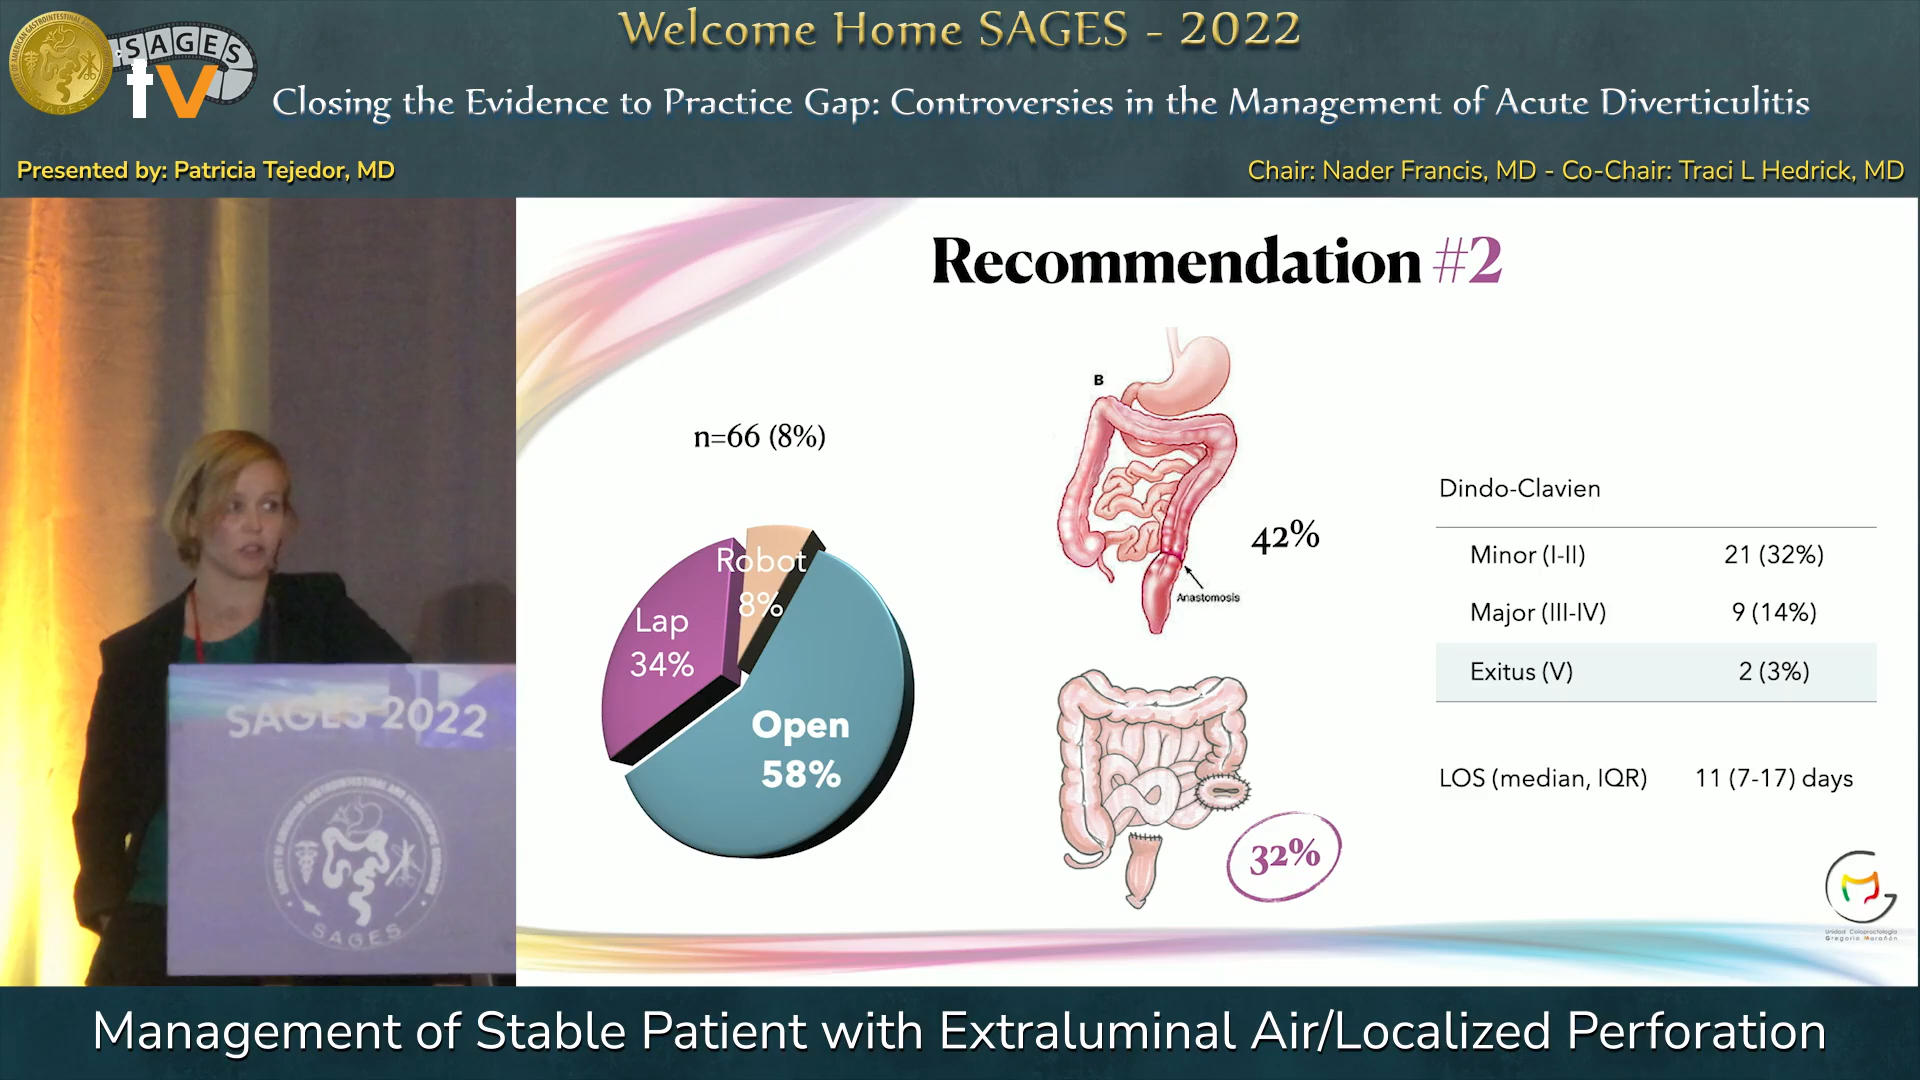 SAGES
tv
Welcome Home SAGES - 2022
Closing the Evidence to Practice Gap: Controversies in the Management of Acute Diverticulitis
Presented by: Patricia Tejedor, MD
Chair: Nader Francis, MD - Co-Chair: Traci L Hedrick, MD
SAGES 2022
SAGES
Recommendation #2
n=66 (8%)
Robot
8%
Lap
34%
Open
58%
B
Anastomosis
42%
32%
Dindo-Clavien
Minor (I-II) 21 (32%)
Major (III-IV) 9 (14%)
Exitus (V) 2 (3%)
LOS (median, IQR) 11 (7-17) days
Unidad Coloproctología
Gregorio Marañón
Management of Stable Patient with Extraluminal Air/Localized Perforation